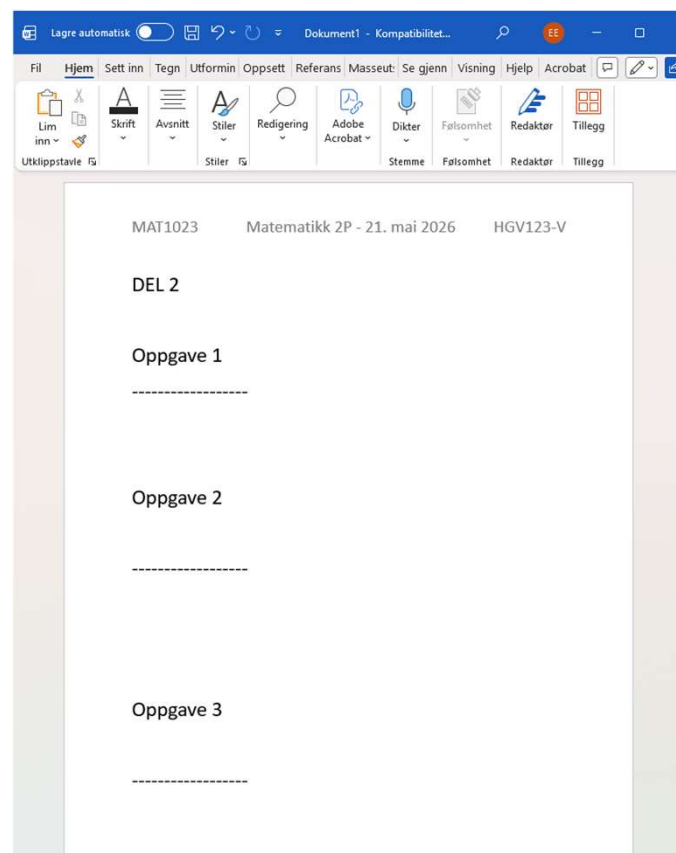 Lagre automatisk Dokument1 - Kompatibilitet... EE
Fil Hjem Sett inn Tegn Utformin Oppsett Referans Masseut: Se gjenn Visning Hjelp Acrobat
Lim inn Skrift Avsnitt Stiler Redigering Adobe Acrobat Dikter Følsomhet Redaktør Tillegg
Utklippstavle Stiler Stemme Følsomhet Redaktør Tillegg
MAT1023 Matematikk 2P - 21. mai 2026 HGV123-V
DEL 2
Oppgave 1
------------------
Oppgave 2
------------------
Oppgave 3
------------------